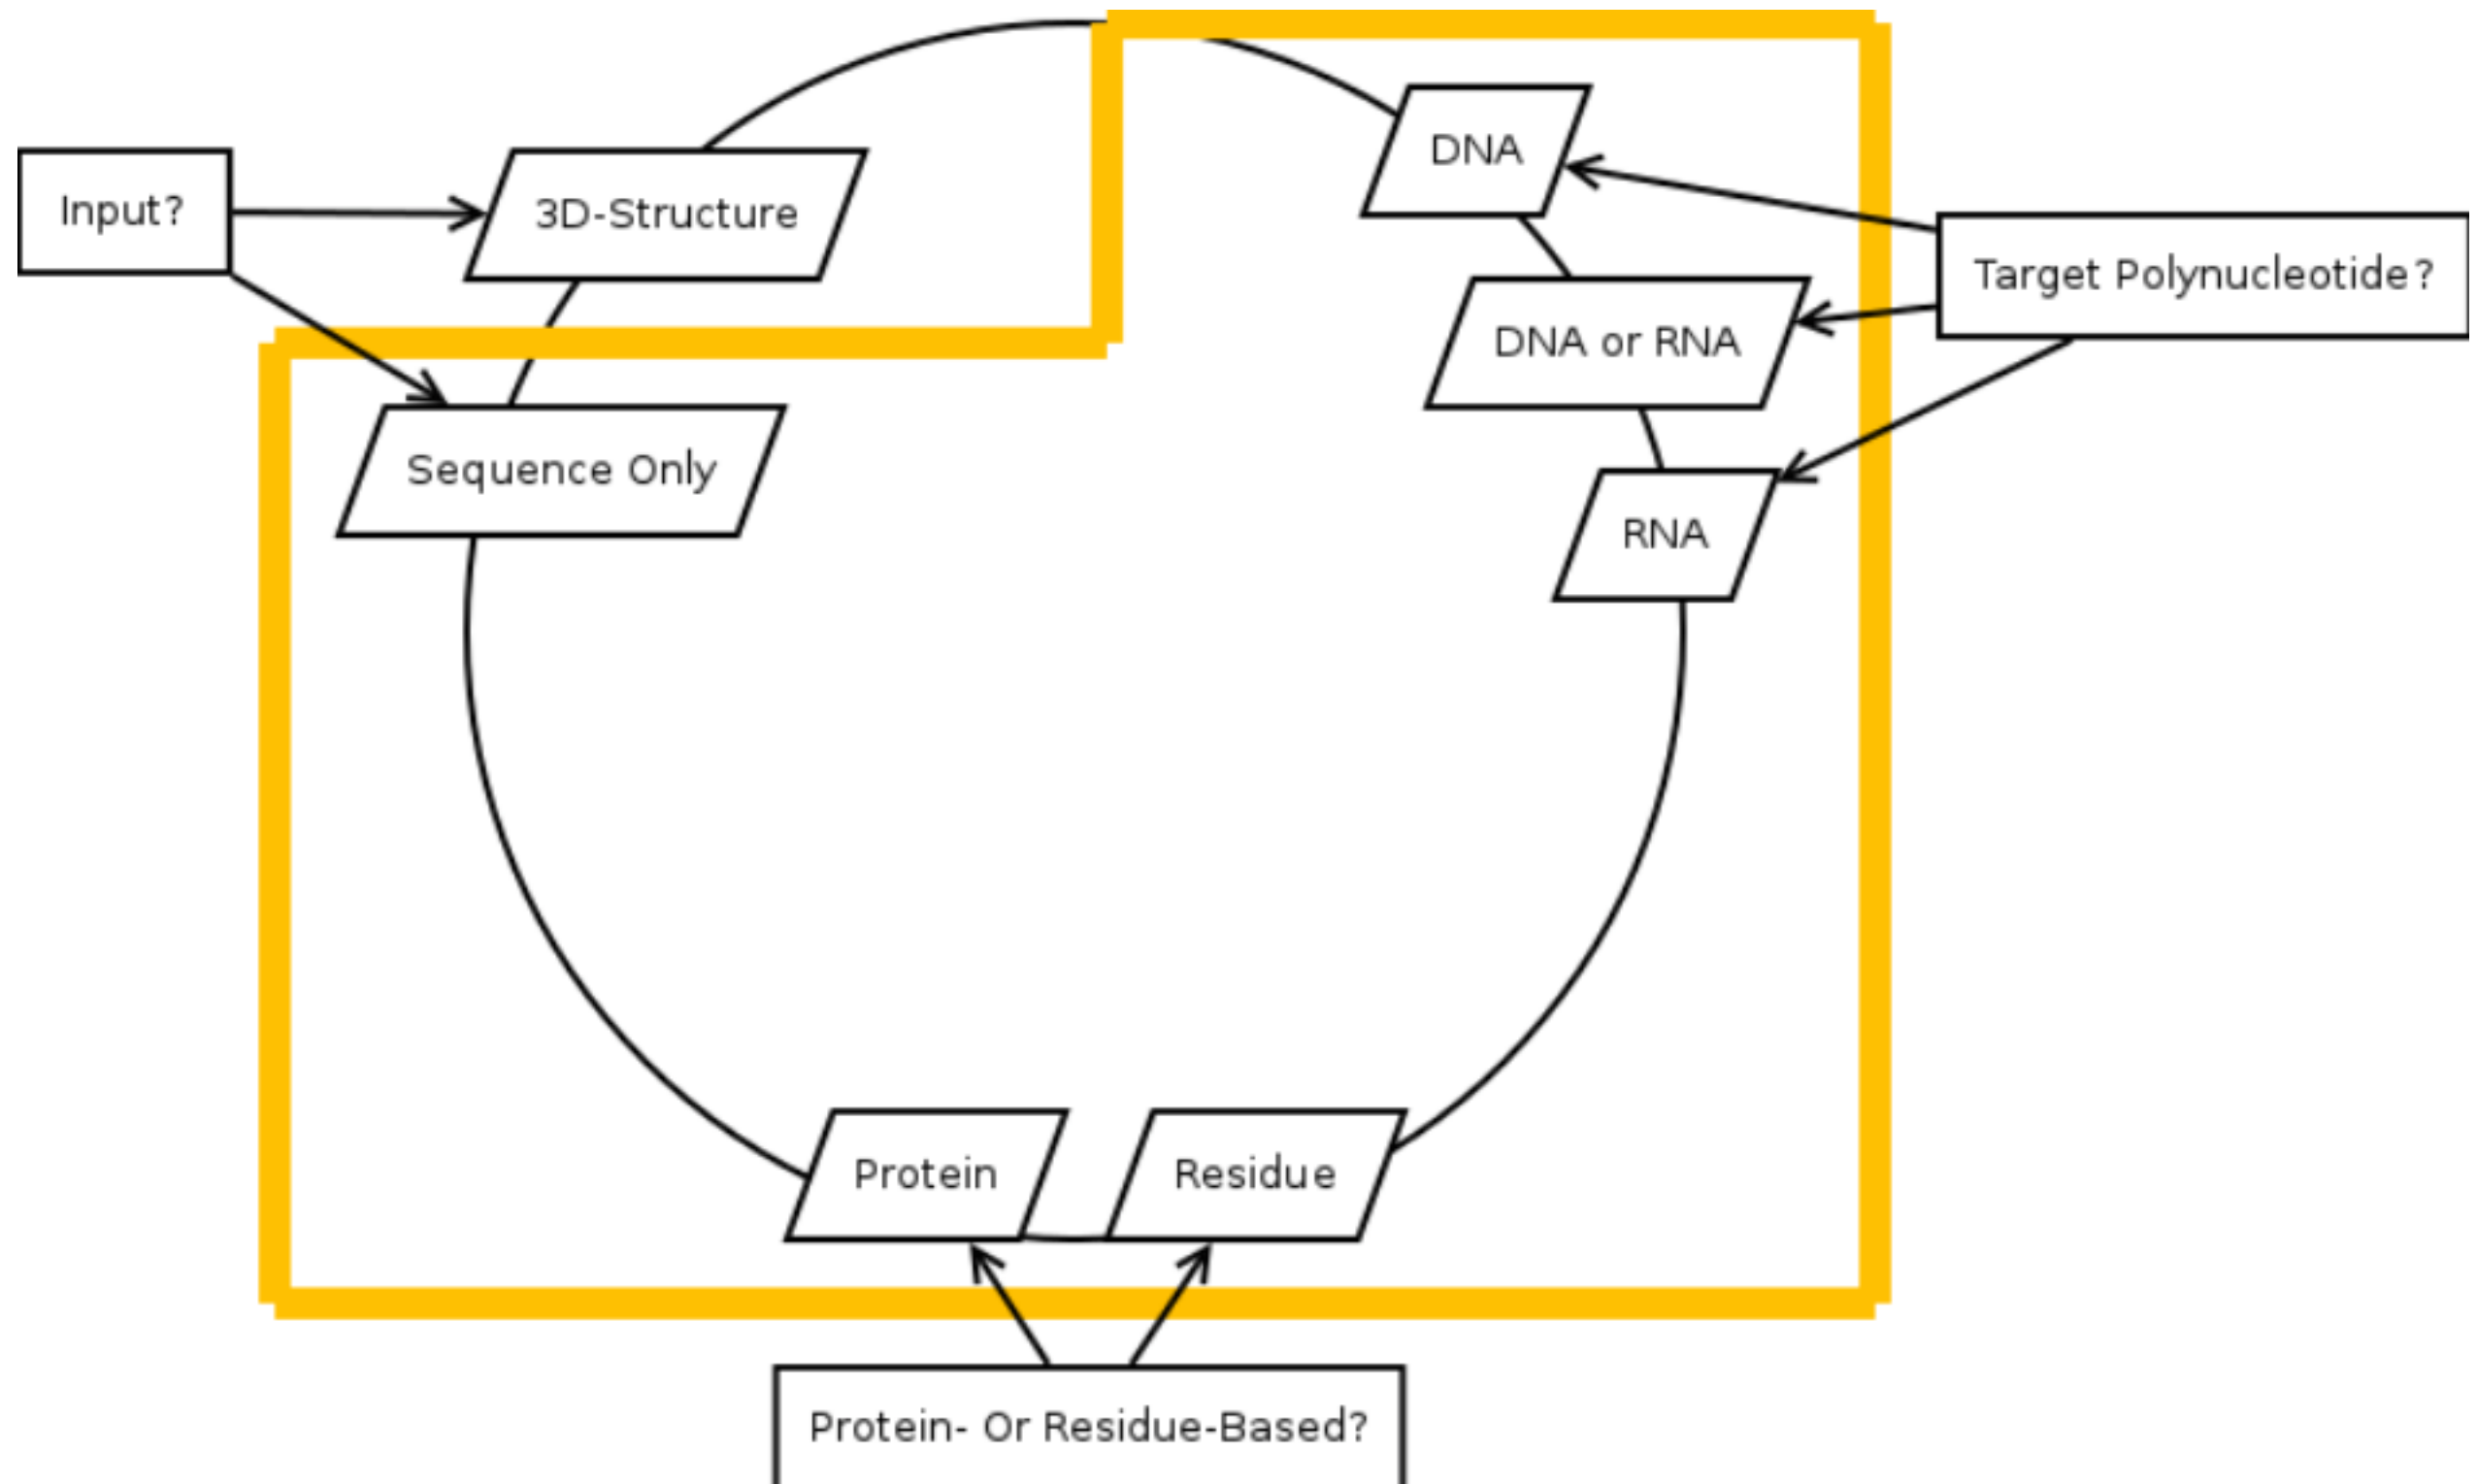 DNA
Input?
3D-Structure
Target Polynucleotide?
DNA or RNA
Sequence Only
RNA
Protein
Residue
Protein- Or Residue-Based?